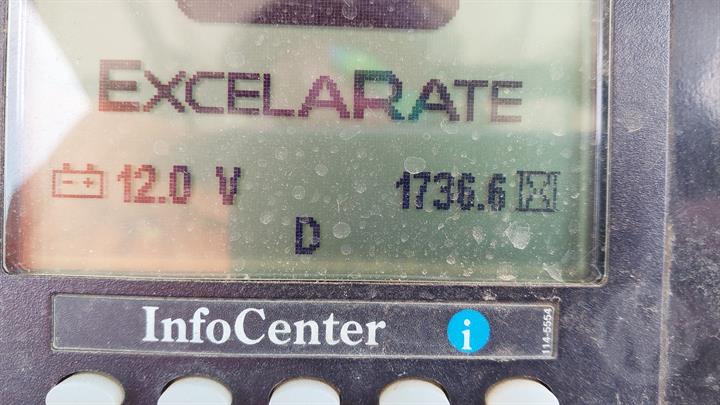 EXCELARATE
12.0 V 1736.6
D
InfoCenter i
114-5554